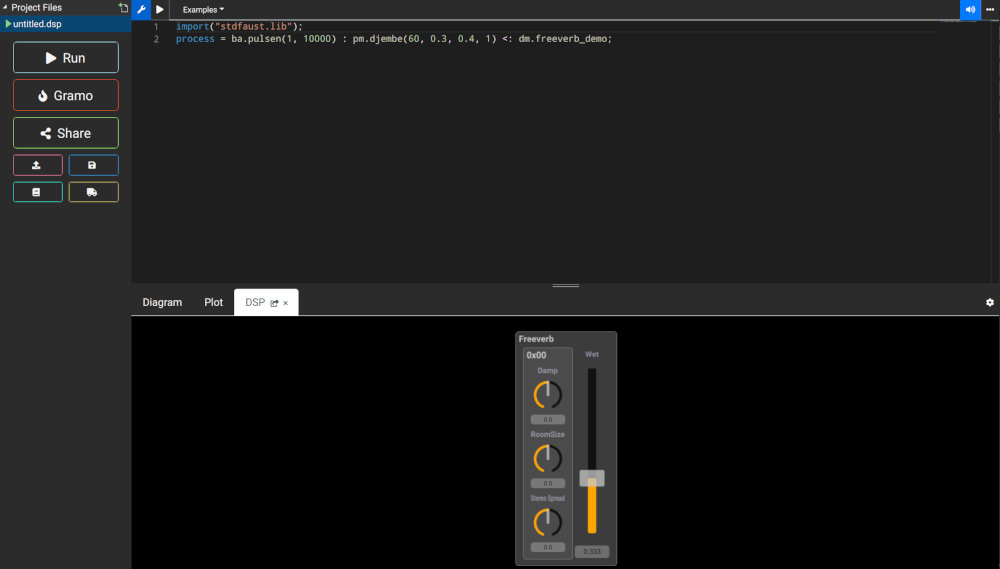 Project Files
untitled.dsp
Run
Gramo
Share
Examples
1 import("stdfaust.lib");
2 process = ba.pulsen(1, 10000) : pm.djembe(60, 0.3, 0.4, 1) <: dm.freeverb_demo;
Diagram Plot DSP ×
Freeverb
0x00 Wet
Damp
0.5
RoomSize
0.5
Stereo Spread
0.5
0.333